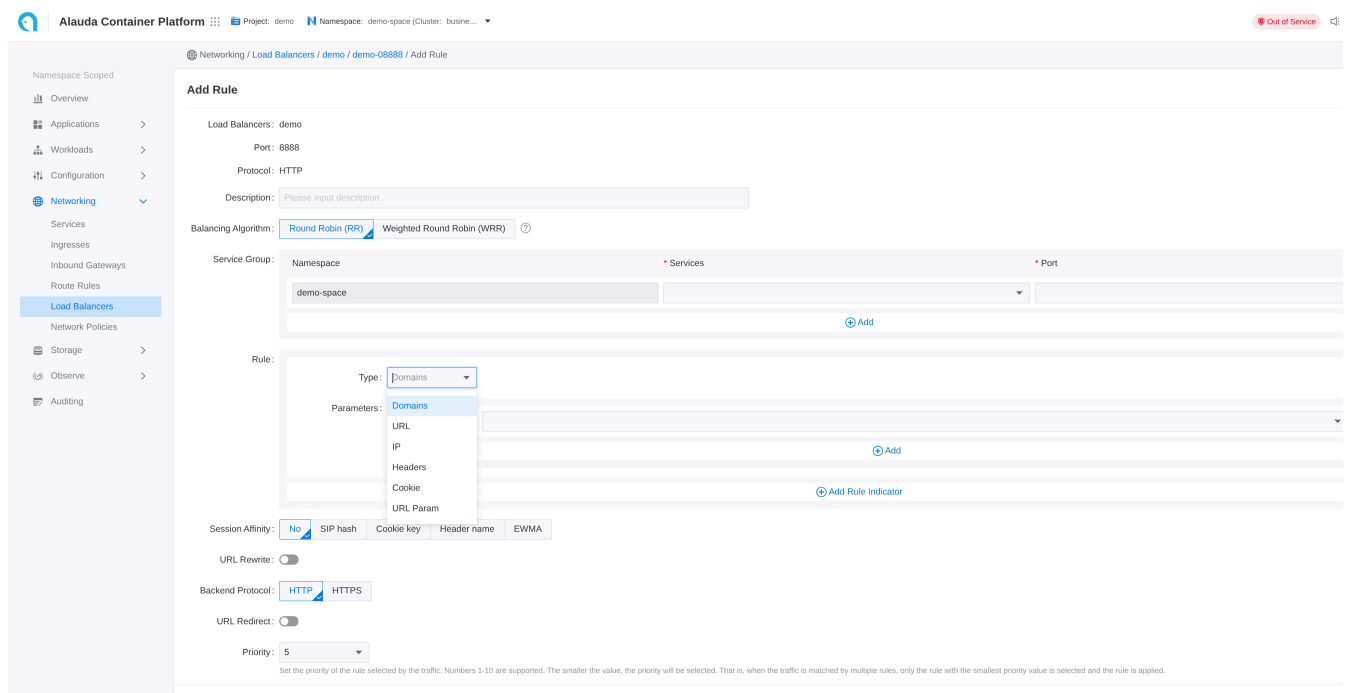 Alauda Container Platform Project: demo Namespace: demo-space (Cluster: busine... Out of Service
Networking / Load Balancers / demo / demo-08888 / Add Rule
Namespace Scoped
Overview
Applications
Workloads
Configuration
Networking
Services
Ingresses
Inbound Gateways
Route Rules
Load Balancers
Network Policies
Storage
Observe
Auditing
Add Rule
Load Balancers: demo
Port: 8888
Protocol: HTTP
Description: Please input description
Balancing Algorithm: Round Robin (RR) Weighted Round Robin (WRR) ?
Service Group: Namespace * Services * Port
demo-space
Add
Rule:
Type: Domains
Parameters:
Domains
URL
IP
Headers
Cookie
URL Param
Add
Add Rule Indicator
Session Affinity: No SIP hash Cookie key Header name EWMA
URL Rewrite:
Backend Protocol: HTTP HTTPS
URL Redirect:
Priority: 5
Set the priority of the rule selected by the traffic. Numbers 1-10 are supported. The smaller the value, the priority will be selected. That is, when the traffic is matched by multiple rules, only the rule with the smallest priority value is selected and the rule is applied.